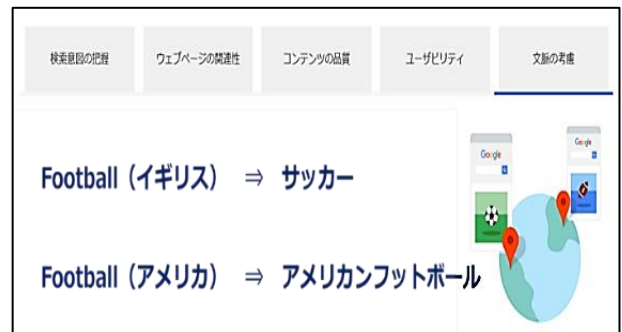 検索意図の把握
ウェブページの関連性
コンテンツの品質
ユーザビリティ
文脈の考慮
Google
Google
Football（イギリス） ⇒ サッカー
Football（アメリカ） ⇒ アメリカンフットボール